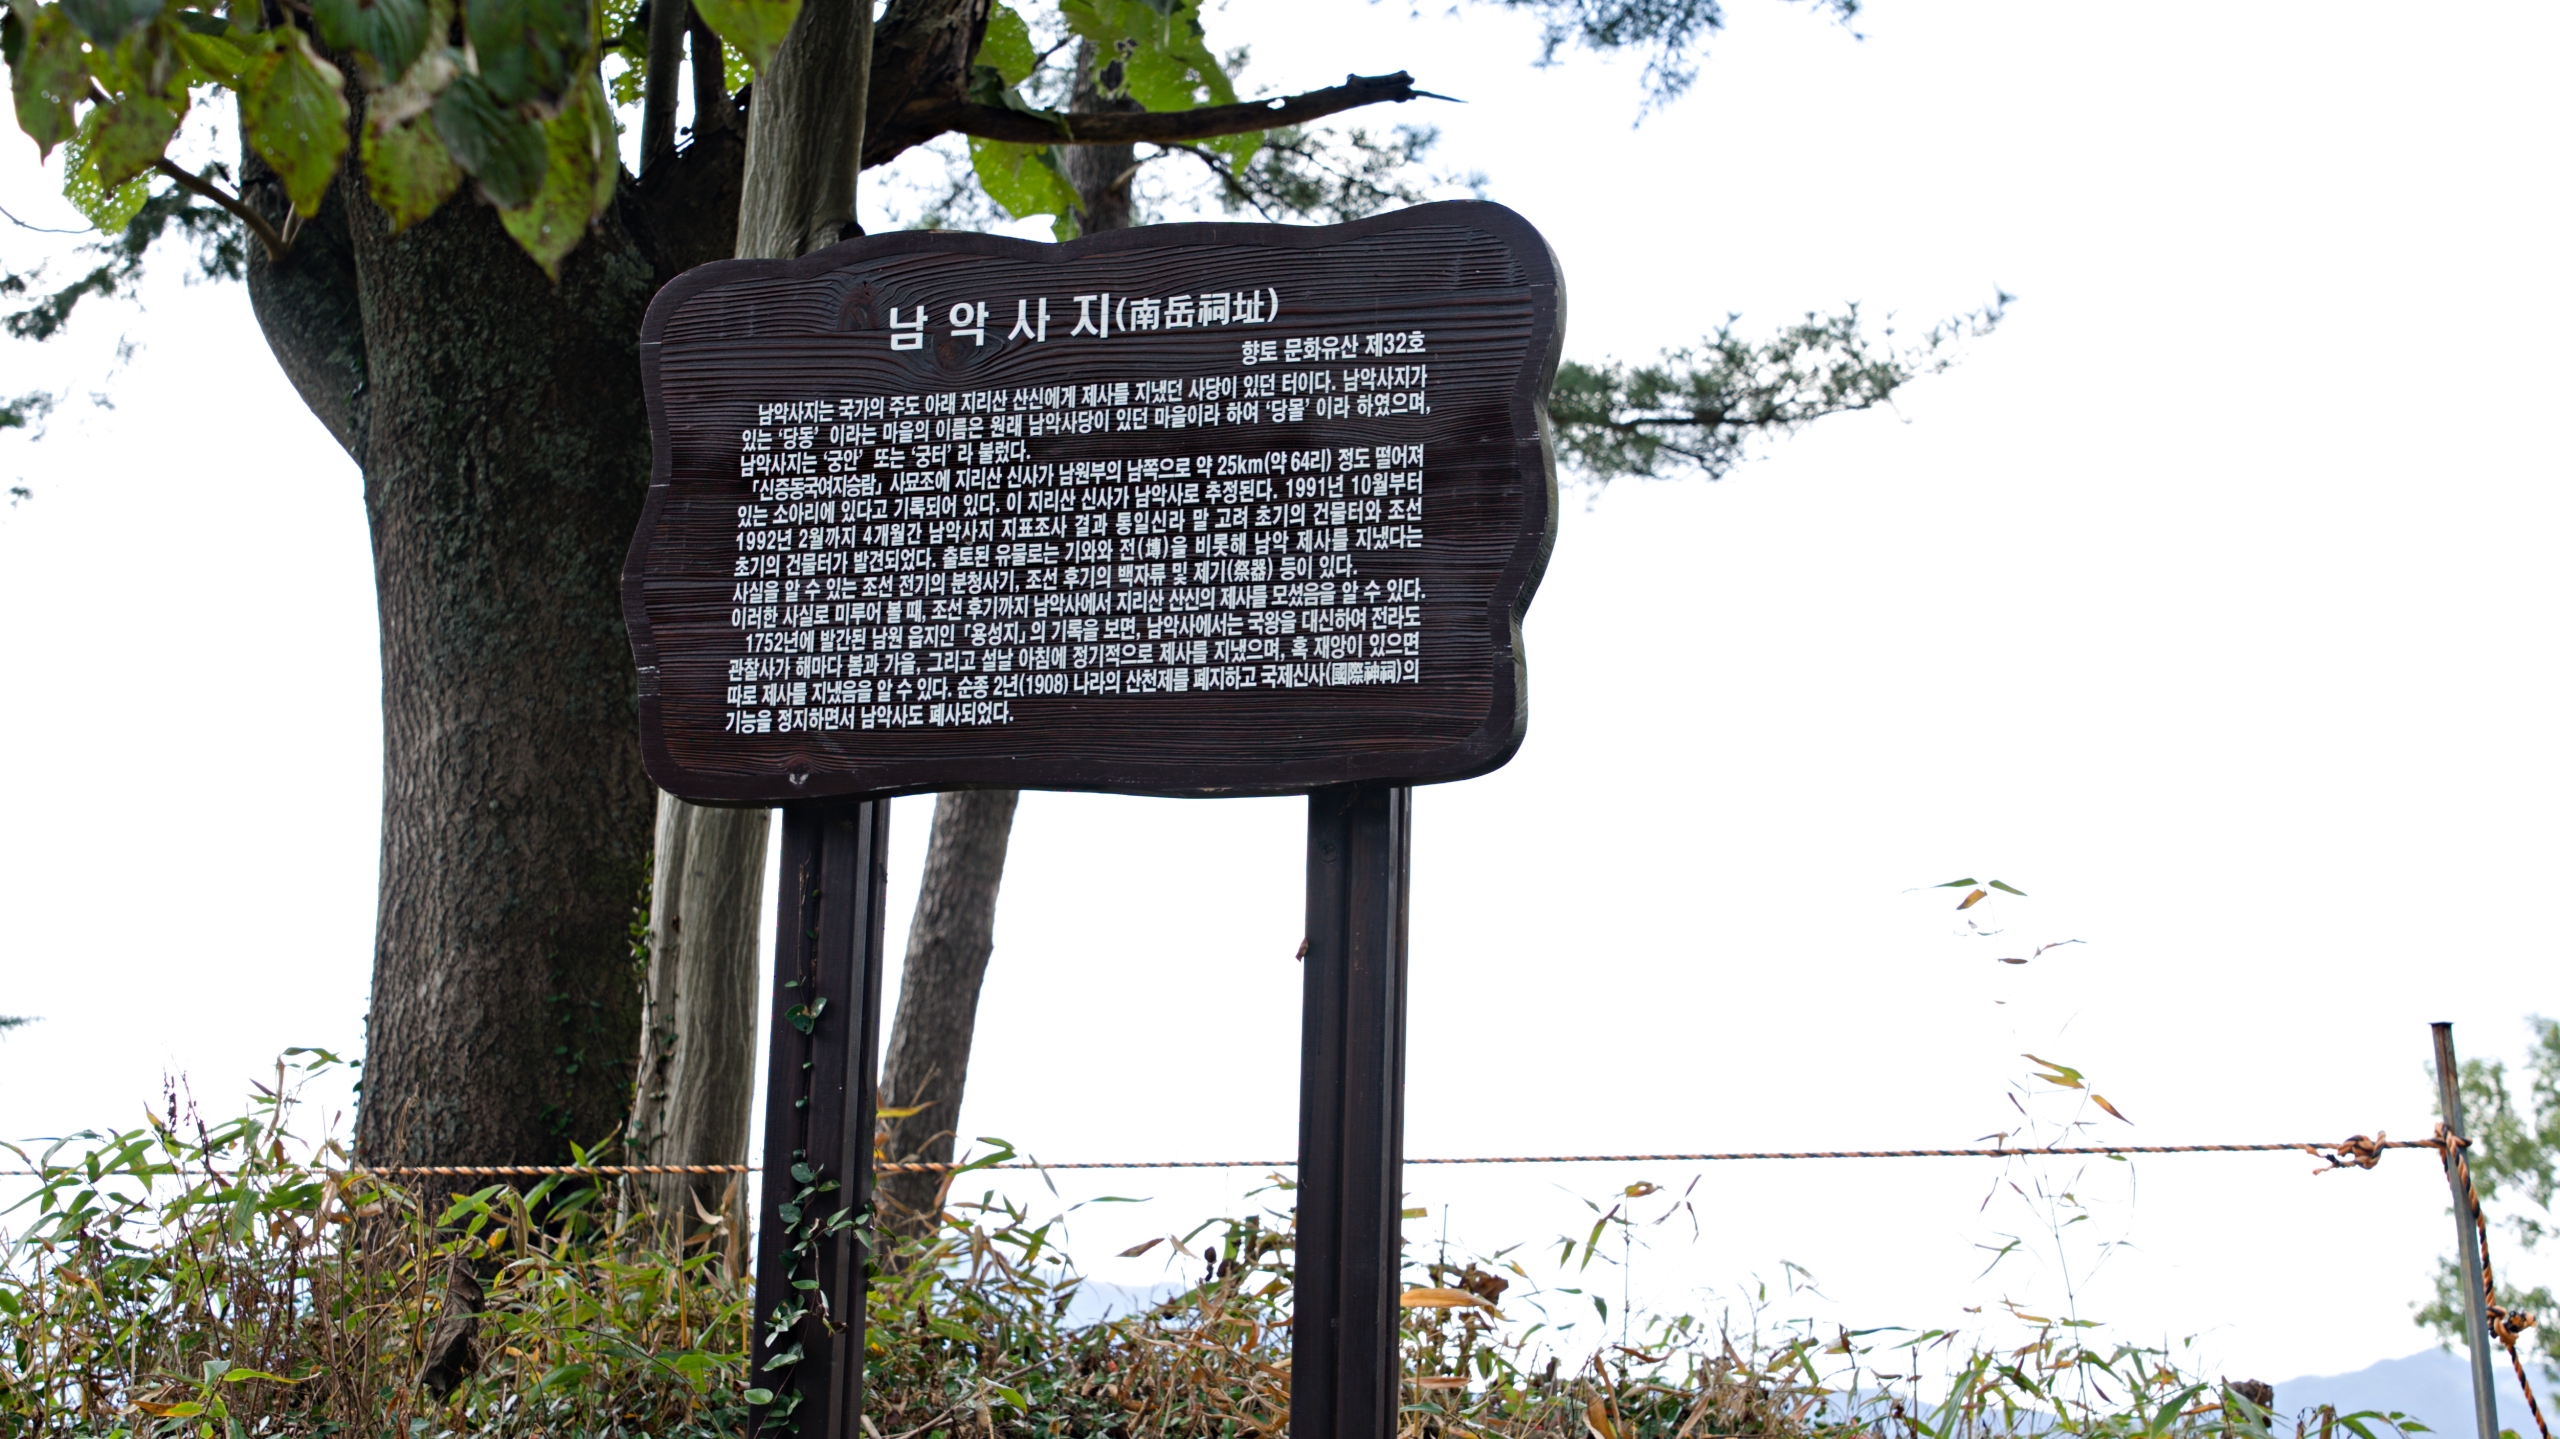 남악사지(南岳祠址)
향토 문화유산 제32호
남악사지는 국가의 주도 아래 지리산 산신에게 제사를 지냈던 사당이 있던 터이다. 남악사지가
있는 ‘당동’ 이라는 마을의 이름은 원래 남악사당이 있던 마을이라 하여 ‘당몰’ 이라 하였으며,
남악사지는 ‘궁안’ 또는 ‘궁터’ 라 불렀다.
「신증동국여지승람」 사묘조에 지리산 신사가 남원부의 남쪽으로 약 25km(약 64리) 정도 떨어져
있는 소아리에 있다고 기록되어 있다. 이 지리산 신사가 남악사로 추정된다. 1991년 10월부터
1992년 2월까지 4개월간 남악사지 지표조사 결과 통일신라 말 고려 초기의 건물터와 조선
초기의 건물터가 발견되었다. 출토된 유물로는 기와와 전(塼)을 비롯해 남악 제사를 지냈다는
사실을 알 수 있는 조선 전기의 분청사기, 조선 후기의 백자류 및 제기(祭器) 등이 있다.
이러한 사실로 미루어 볼 때, 조선 후기까지 남악사에서 지리산 산신의 제사를 모셨음을 알 수 있다.
1752년에 발간된 남원 읍지인 「용성지」의 기록을 보면, 남악사에서는 국왕을 대신하여 전라도
관찰사가 해마다 봄과 가을, 그리고 설날 아침에 정기적으로 제사를 지냈으며, 혹 재앙이 있으면
따로 제사를 지냈음을 알 수 있다. 순종 2년(1908) 나라의 산천제를 폐지하고 국제신사(國際神祠)의
기능을 정지하면서 남악사도 폐사되었다.